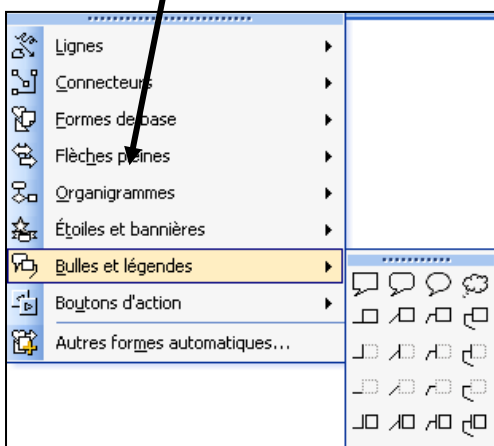 Lignes
Connecteurs
Formes de base
Flèches pleines
Organigrammes
Étoiles et bannières
Bulles et légendes
Boutons d'action
Autres formes automatiques...